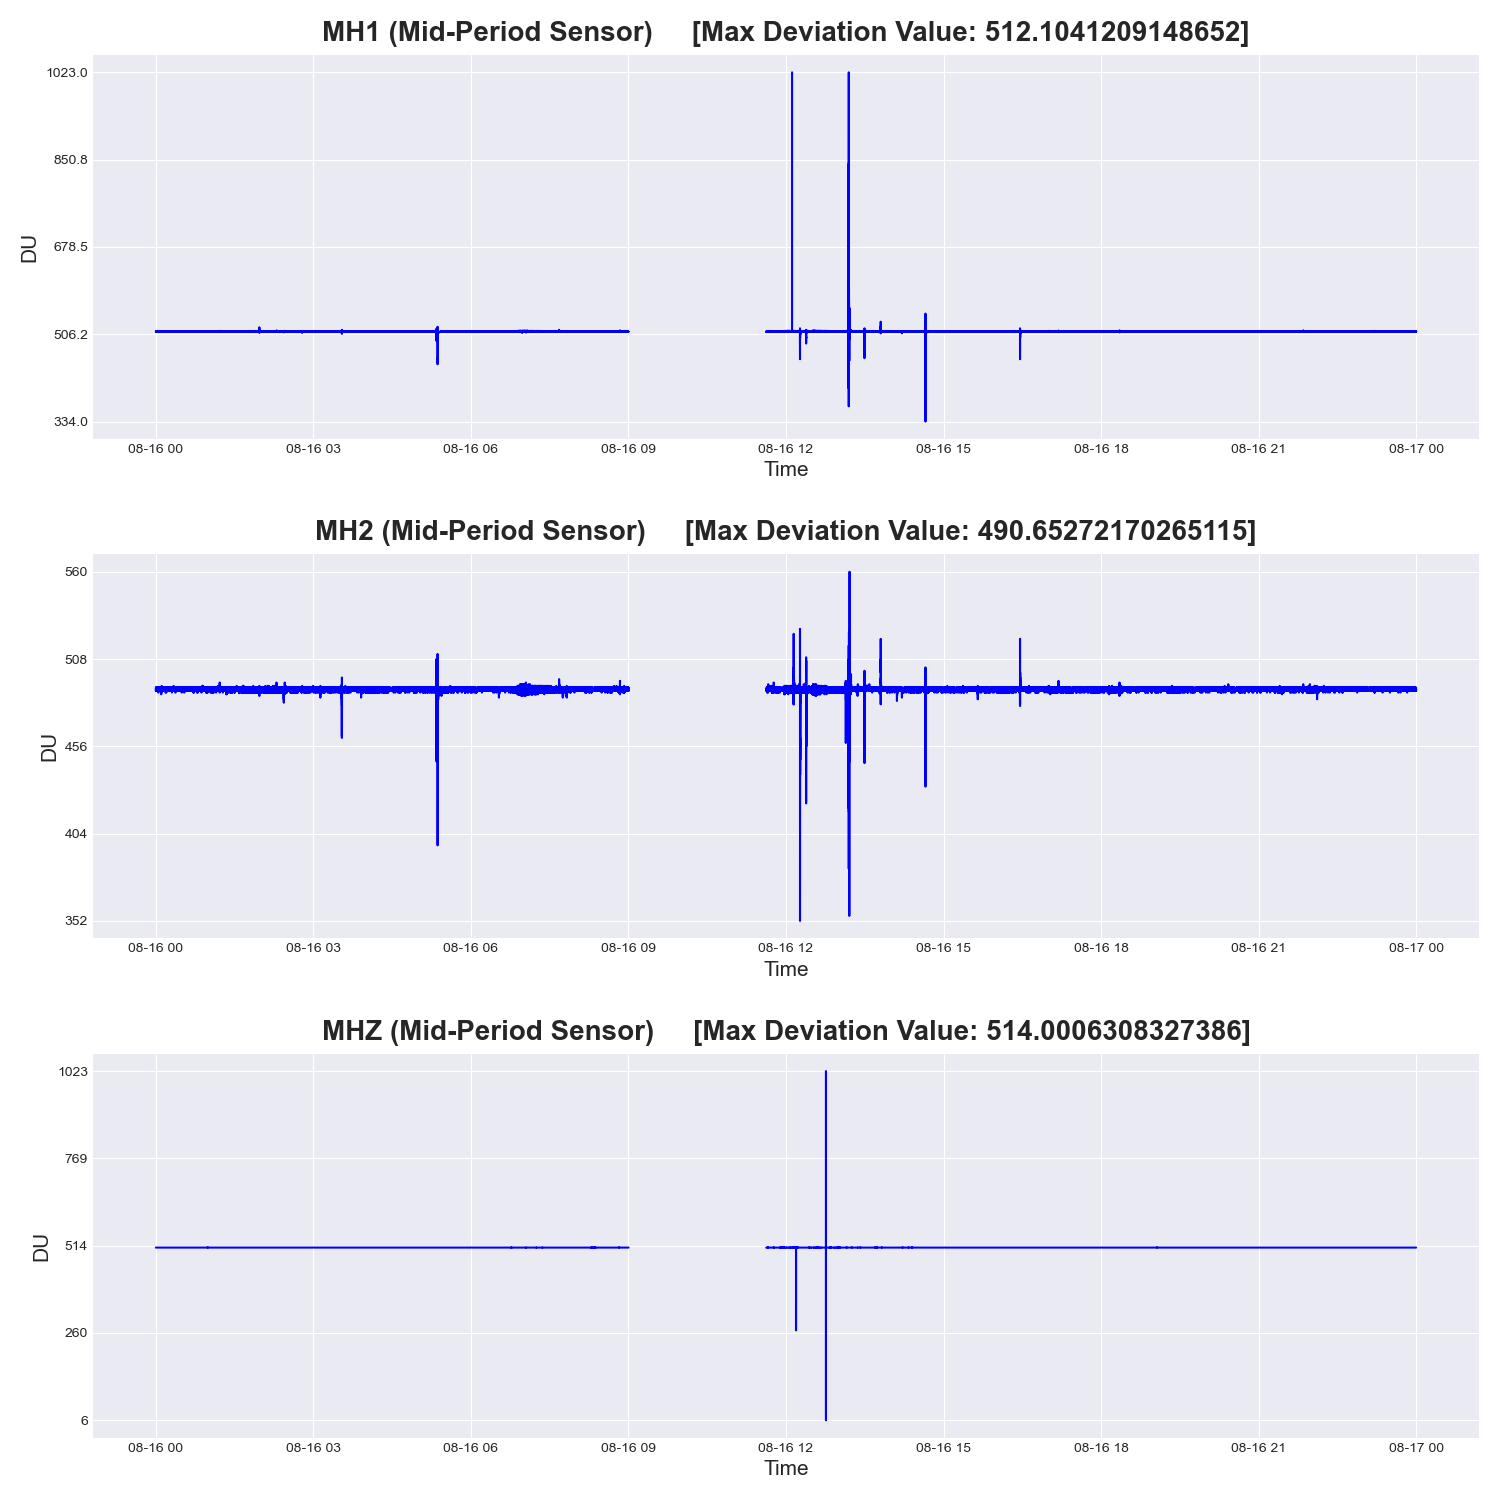 MH1 (Mid-Period Sensor) [Max Deviation Value: 512.1041209148652]
1023.0
850.8
678.5
506.2
334.0
DU
08-16 00 08-16 03 08-16 06 08-16 09 08-16 12 08-16 15 08-16 18 08-16 21 08-17 00
Time
MH2 (Mid-Period Sensor) [Max Deviation Value: 490.65272170265115]
560
508
456
404
352
DU
08-16 00 08-16 03 08-16 06 08-16 09 08-16 12 08-16 15 08-16 18 08-16 21 08-17 00
Time
MHZ (Mid-Period Sensor) [Max Deviation Value: 514.0006308327386]
1023
769
514
260
6
DU
08-16 00 08-16 03 08-16 06 08-16 09 08-16 12 08-16 15 08-16 18 08-16 21 08-17 00
Time